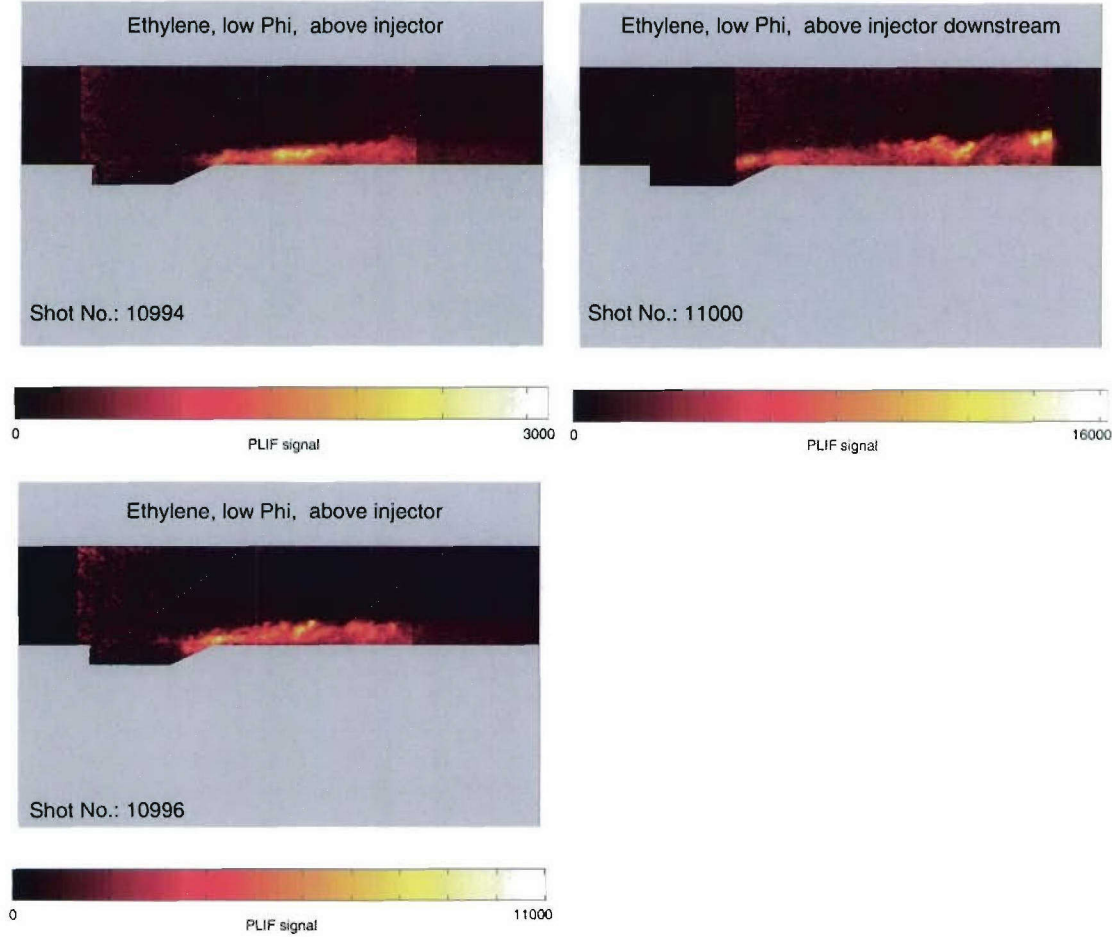 Ethylene, low Phi, above injector
Shot No.: 10994
0
3000
PLIF signal
Ethylene, low Phi, above injector downstream
Shot No.: 11000
0
16000
PLIF signal
Ethylene, low Phi, above injector
Shot No.: 10996
0
11000
PLIF signal